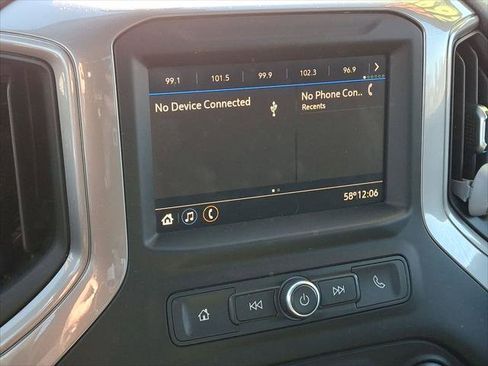 99.1 101.5 99.9 102.3 96.9
No Device Connected No Phone Con..
Recents
58° 12:06